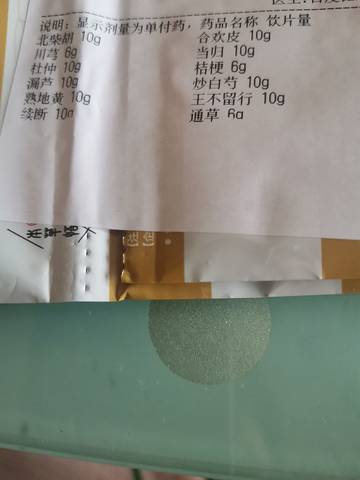 说明: 显示剂量为单付药, 药品名称 饮片量
北柴胡 10g 合欢皮 10g
川芎 6g 当归 10g
杜仲 10g 桔梗 6g
漏芦 10g 炒白芍 10g
熟地黄 10g 王不留行 10g
续断 10g 通草 6g